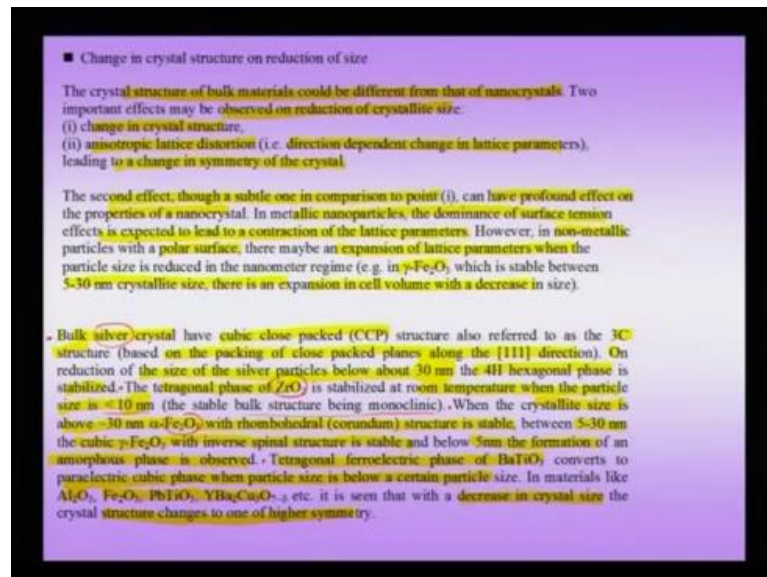 ■ Change in crystal structure on reduction of size
The crystal structure of bulk materials could be different from that of nanocrystals. Two
important effects may be observed on reduction of crystallite size:
(i) change in crystal structure,
(ii) anisotropic lattice distortion (i.e. direction dependent change in lattice parameters),
leading to a change in symmetry of the crystal.
The second effect, though a subtle one in comparison to point (i), can have profound effect on
the properties of a nanocrystal. In metallic nanoparticles, the dominance of surface tension
effects is expected to lead to a contraction of the lattice parameters. However, in non-metallic
particles with a polar surface, there maybe an expansion of lattice parameters when the
particle size is reduced in the nanometer regime (e.g. in γ-Fe₂O₃ which is stable between
5-30 nm crystallite size, there is an expansion in cell volume with a decrease in size).
Bulk silver crystal have cubic close packed (CCP) structure also referred to as the 3C
structure (based on the packing of close packed planes along the [111] direction). On
reduction of the size of the silver particles below about 30 nm the 4H hexagonal phase is
stabilized. The tetragonal phase of ZrO₂ is stabilized at room temperature when the particle
size is < 10 nm (the stable bulk structure being monoclinic). When the crystallite size is
above ~30 nm α-Fe₂O₃ with rhombohedral (corundum) structure is stable, between 5-30 nm
the cubic γ-Fe₂O₃ with inverse spinal structure is stable and below 5nm the formation of an
amorphous phase is observed. Tetragonal ferroelectric phase of BaTiO₃ converts to
paraelectric cubic phase when particle size is below a certain particle size. In materials like
Al₂O₃, Fe₂O₃, PbTiO₃, YBa₂Cu₃O₇₋δ etc. it is seen that with a decrease in crystal size the
crystal structure changes to one of higher symmetry.